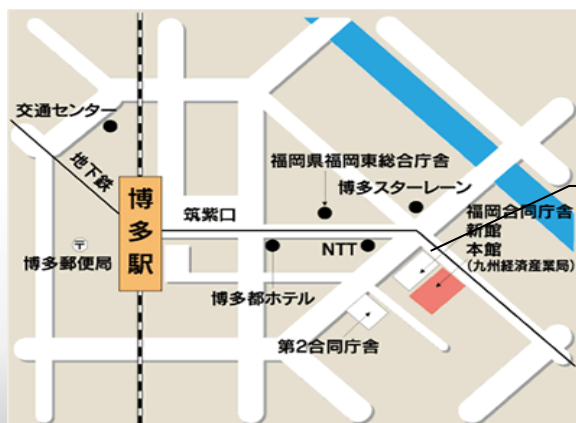 交通センター
地下鉄
博多駅
筑紫口
福岡県福岡東総合庁舎
博多スターレーン
福岡合同庁舎
新館
本館
(九州経済産業局)
〒
博多郵便局
NTT
博多都ホテル
第2合同庁舎